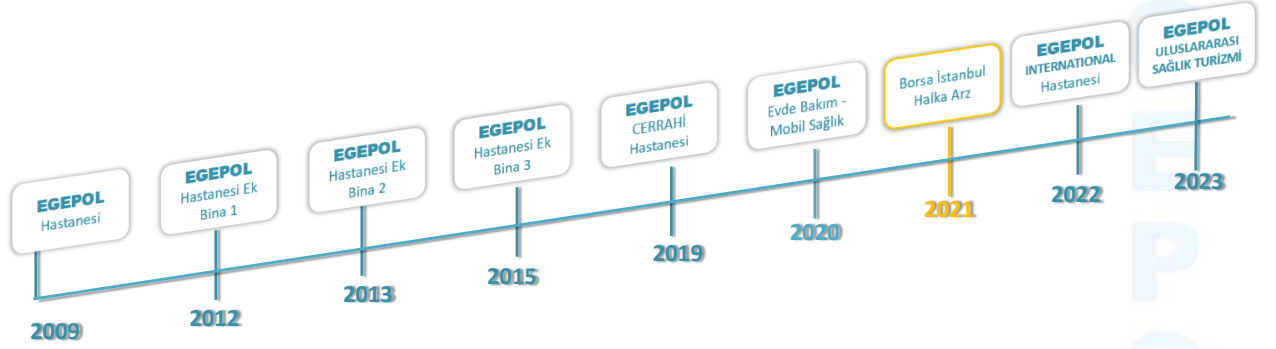 EGEPOL
Hastanesi
2009
EGEPOL
Hastanesi Ek
Bina 1
2012
EGEPOL
Hastanesi Ek
Bina 2
2013
EGEPOL
Hastanesi Ek
Bina 3
2015
EGEPOL
CERRAHİ
Hastanesi
2019
EGEPOL
Evde Bakım -
Mobil Sağlık
2020
Borsa İstanbul
Halka Arz
2021
EGEPOL
INTERNATIONAL
Hastanesi
2022
EGEPOL
ULUSLARARASI
SAĞLIK TURİZMİ
2023
E
P